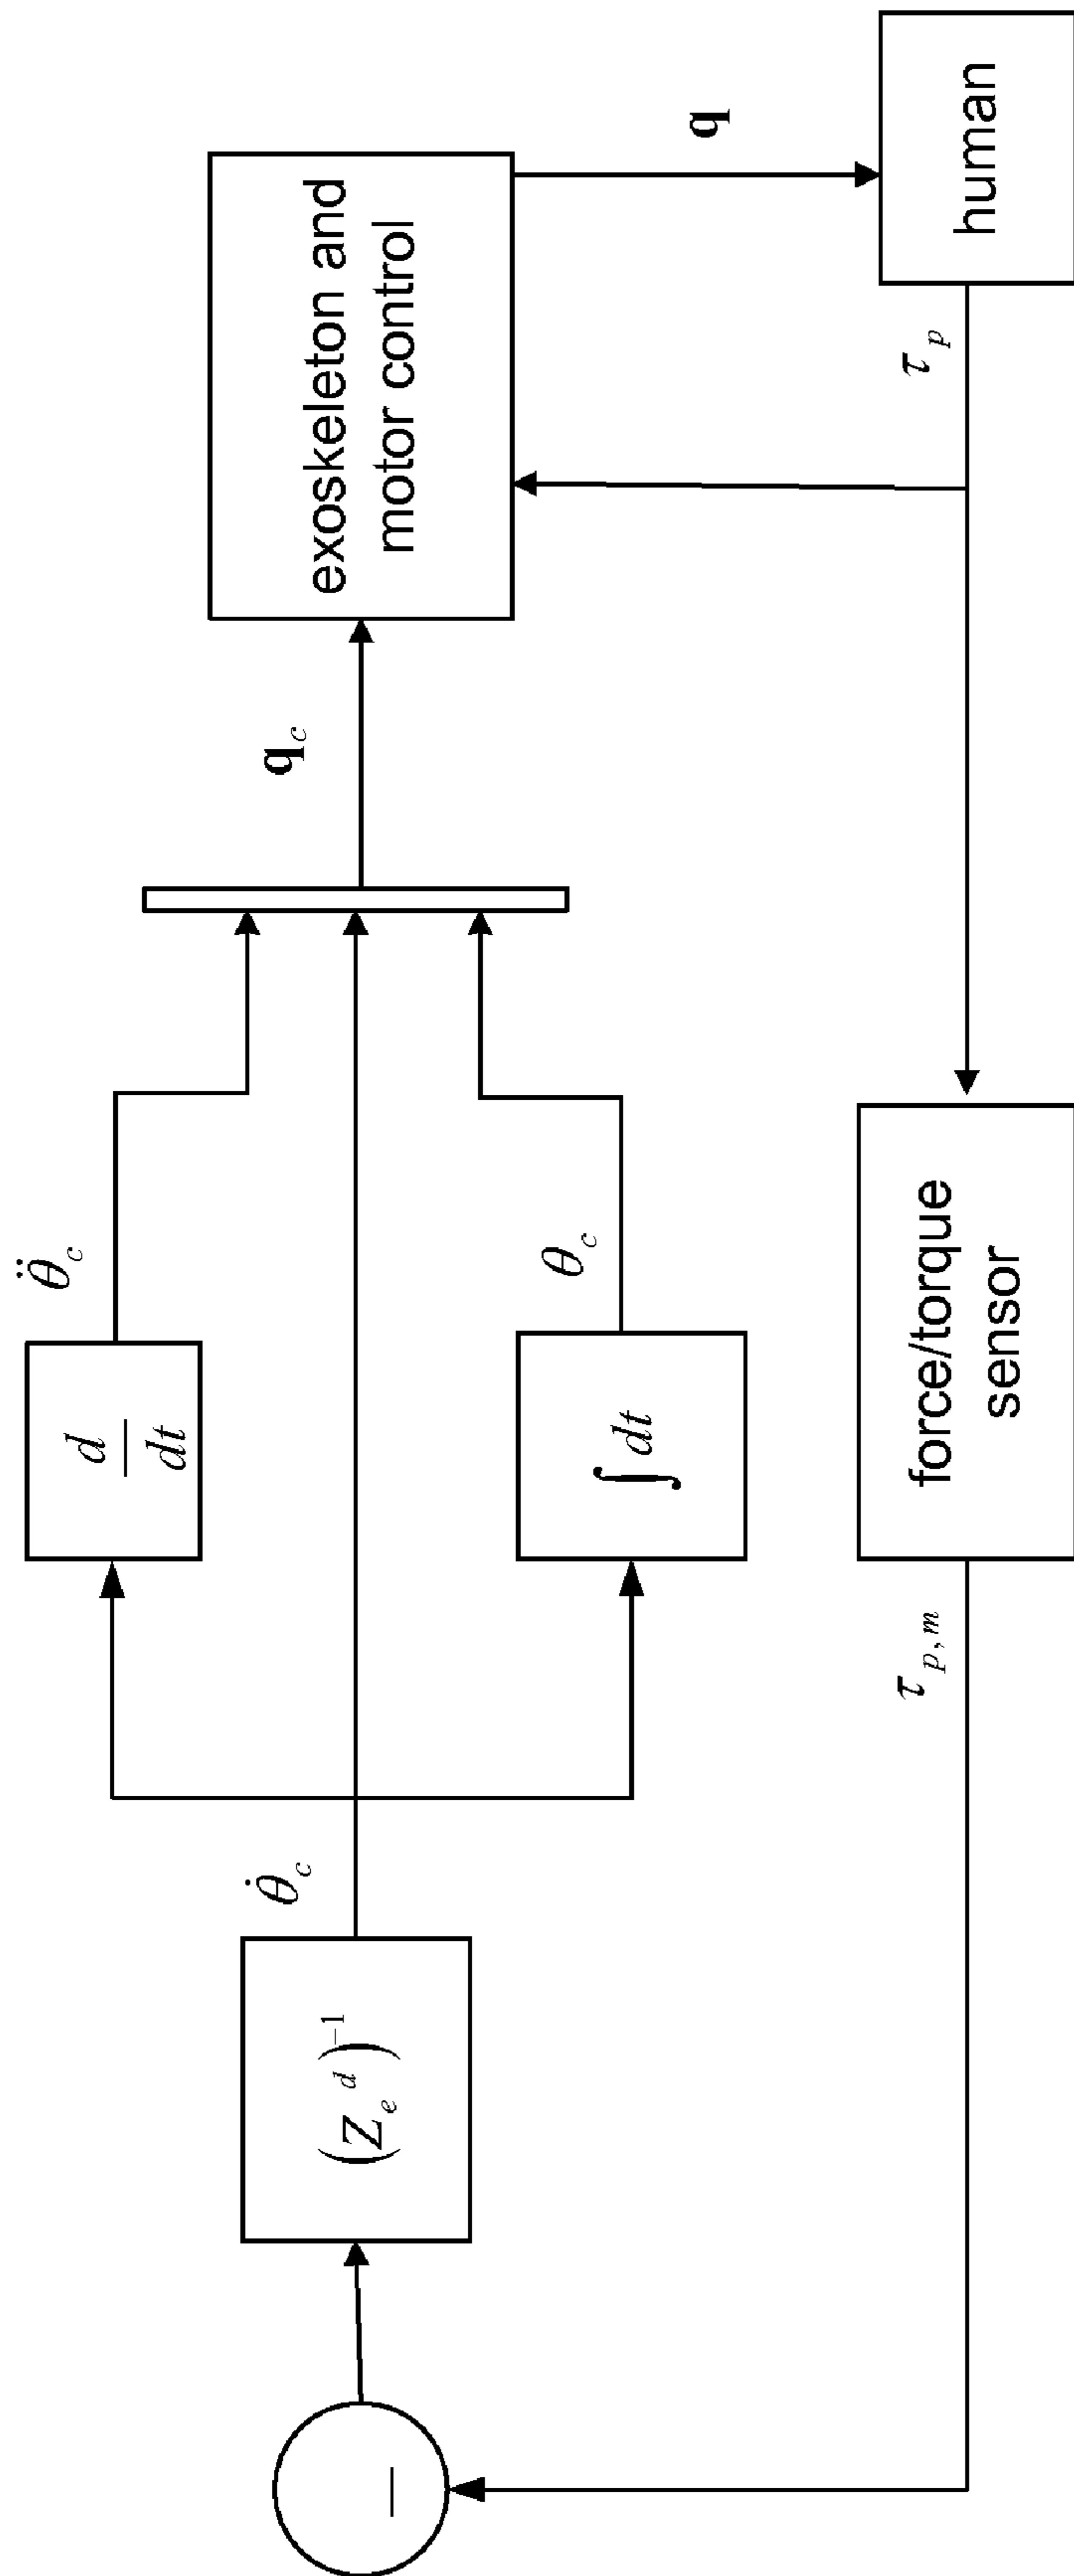 −
(Z_e^d)^{−1}
θ̇_c
d
dt
θ̈_c
∫ dt
θ_c
q_c
exoskeleton and
motor control
q
human
τ_p
force/torque
sensor
τ_{p,m}